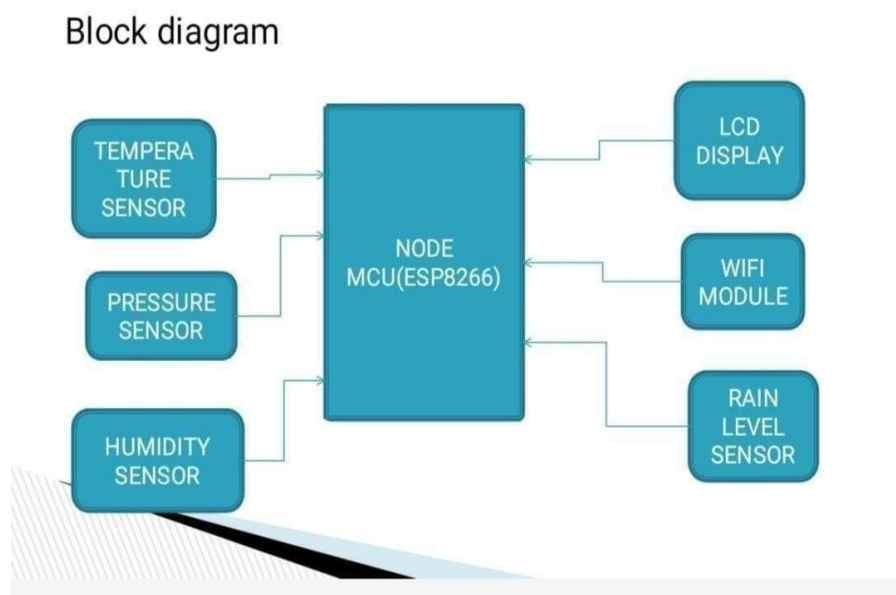 Block diagram
TEMPERA
TURE
SENSOR
PRESSURE
SENSOR
HUMIDITY
SENSOR
NODE
MCU(ESP8266)
LCD
DISPLAY
WIFI
MODULE
RAIN
LEVEL
SENSOR